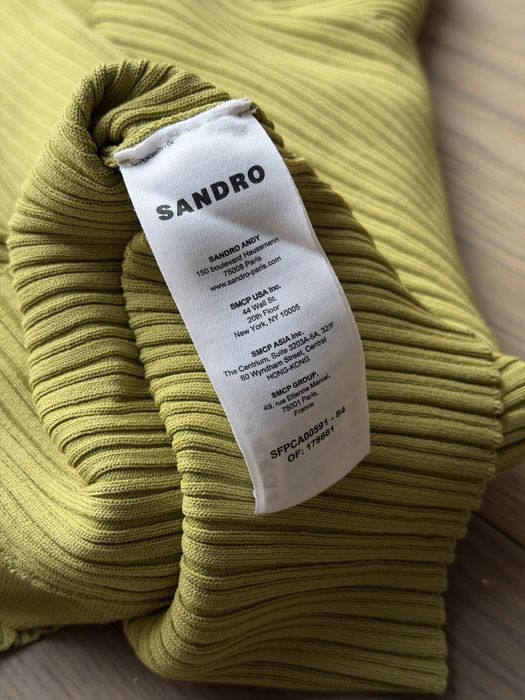 SANDRO
SANDRO ANDY
150 boulevard Haussmann
75008 Paris
www.sandro-paris.com
SMCP USA Inc.
44 Wall St.
20th Floor
New York, NY 10005
SMCP ASIA Inc.
The Centrium, Suite 3203A-5A, 32/F
60 Wyndham Street, Central
HONG-KONG
SMCP GROUP.
49, rue Etienne Marcel,
75001 Paris.
France
SFPCA00591 - 84
OF: 178661